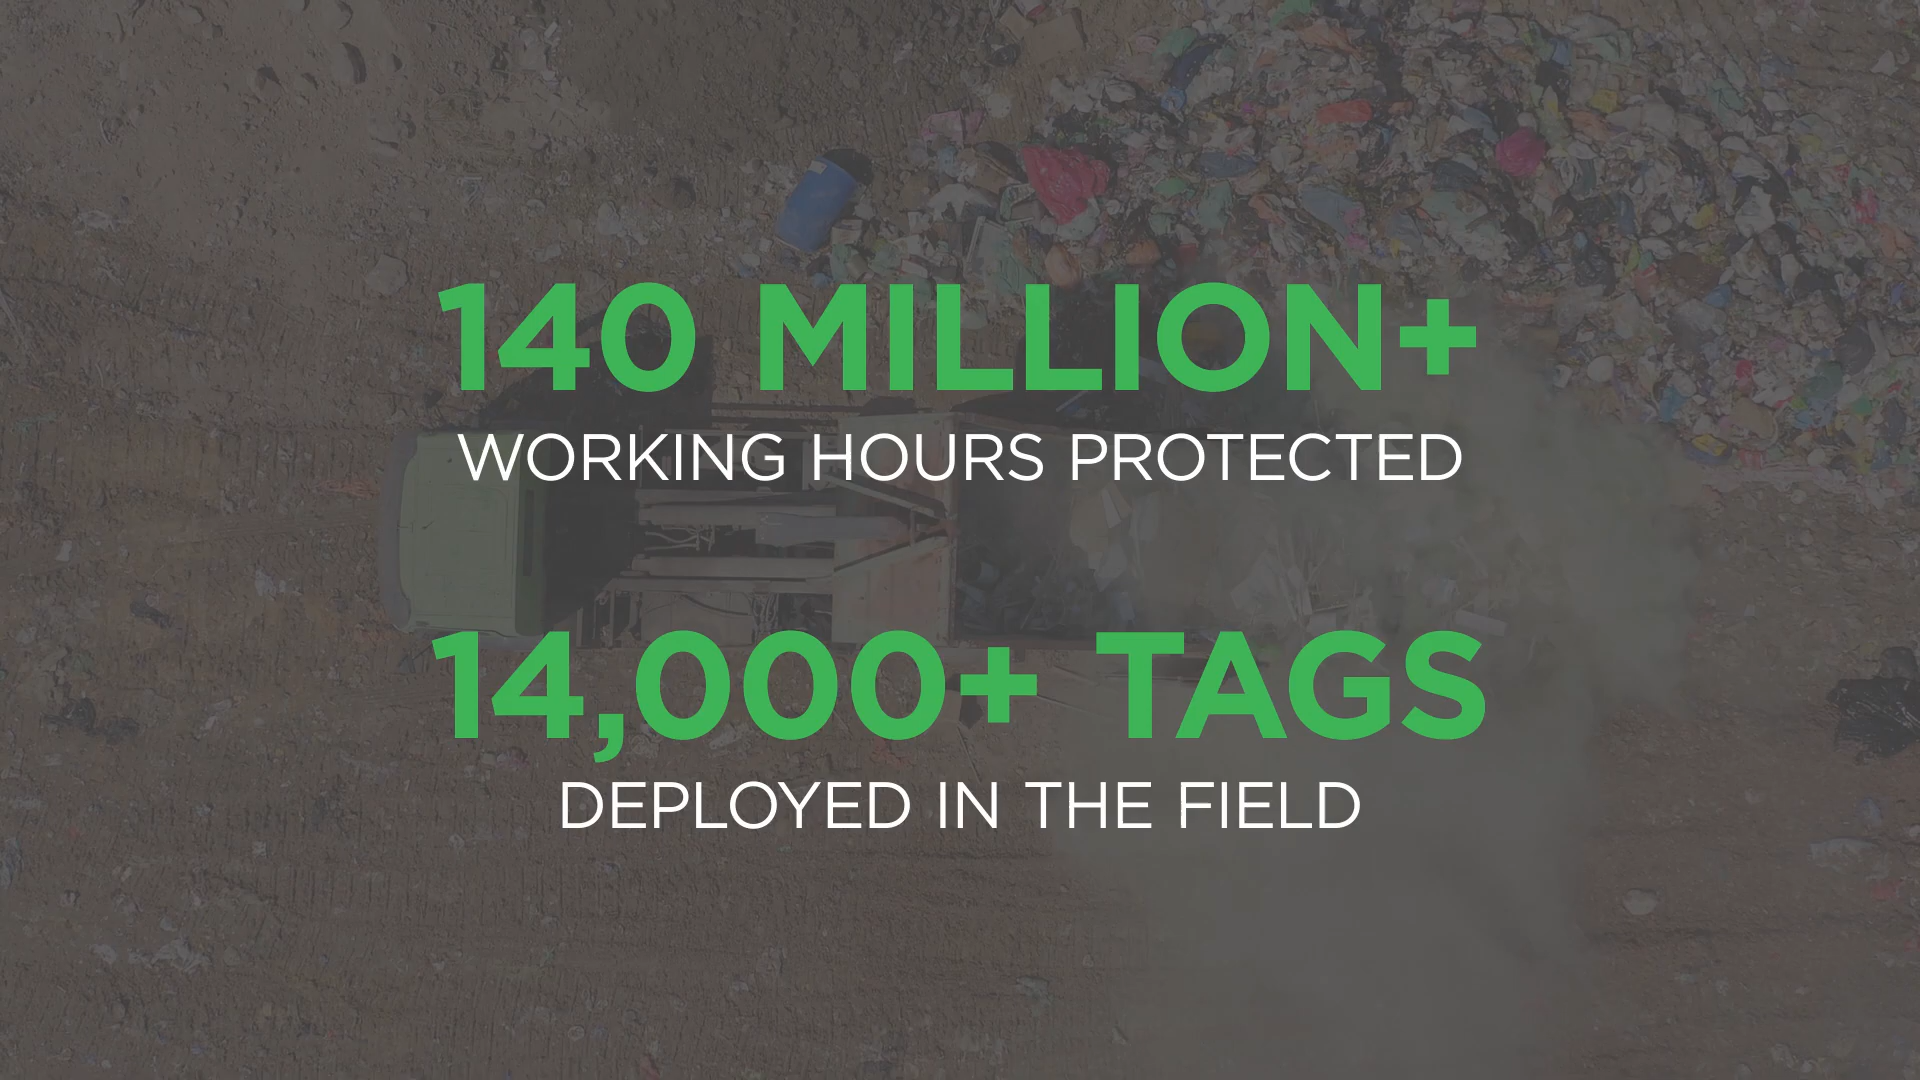 140 MILLION+
WORKING HOURS PROTECTED
14,000+ TAGS
DEPLOYED IN THE FIELD